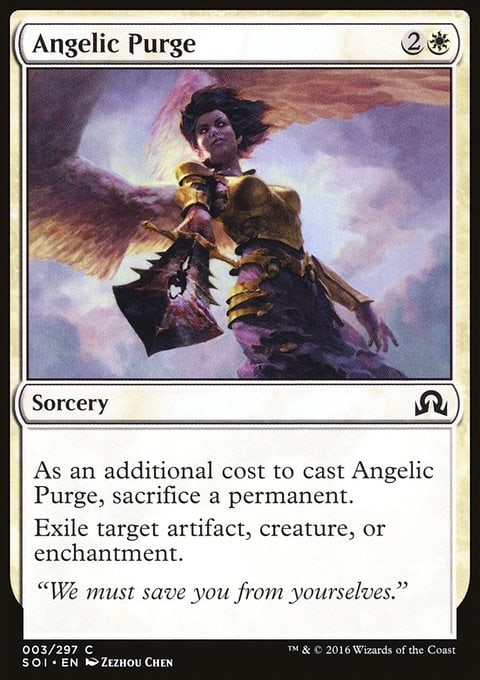 Angelic Purge 2
Sorcery
As an additional cost to cast Angelic
Purge, sacrifice a permanent.
Exile target artifact, creature, or
enchantment.
“We must save you from yourselves.”
003/297 C
SOI • EN Zezhou Chen
™ & © 2016 Wizards of the Coast